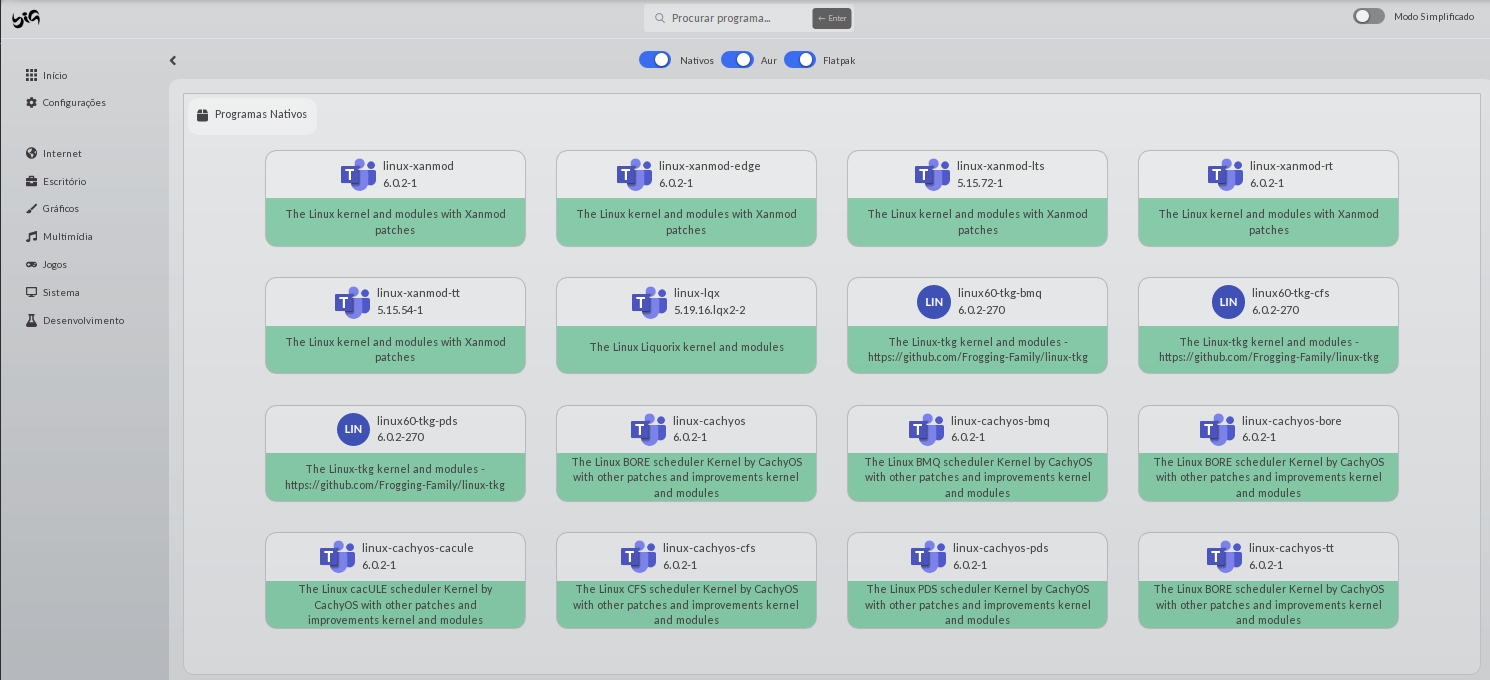 BIG
Procurar programa...
← Enter
Modo Simplificado
Nativos
Aur
Flatpak
Início
Configurações
Internet
Escritório
Gráficos
Multimídia
Jogos
Sistema
Desenvolvimento
Programas Nativos
T
linux-xanmod
6.0.2-1
The Linux kernel and modules with Xanmod
patches
T
linux-xanmod-edge
6.0.2-1
The Linux kernel and modules with Xanmod
patches
T
linux-xanmod-lts
5.15.72-1
The Linux kernel and modules with Xanmod
patches
T
linux-xanmod-rt
6.0.2-1
The Linux kernel and modules with Xanmod
patches
T
linux-xanmod-tt
5.15.54-1
The Linux kernel and modules with Xanmod
patches
T
linux-lqx
5.19.16.lqx2-2
The Linux Liquorix kernel and modules
LIN
linux60-tkg-bmq
6.0.2-270
The Linux-tkg kernel and modules -
https://github.com/Frogging-Family/linux-tkg
LIN
linux60-tkg-cfs
6.0.2-270
The Linux-tkg kernel and modules -
https://github.com/Frogging-Family/linux-tkg
LIN
linux60-tkg-pds
6.0.2-270
The Linux-tkg kernel and modules -
https://github.com/Frogging-Family/linux-tkg
T
linux-cachyos
6.0.2-1
The Linux BORE scheduler Kernel by CachyOS
with other patches and improvements kernel
and modules
T
linux-cachyos-bmq
6.0.2-1
The Linux BMQ scheduler Kernel by CachyOS
with other patches and improvements kernel
and modules
T
linux-cachyos-bore
6.0.2-1
The Linux BORE scheduler Kernel by CachyOS
with other patches and improvements kernel
and modules
T
linux-cachyos-cacule
6.0.2-1
The Linux cacULE scheduler Kernel by
CachyOS with other patches and
improvements kernel and modules
T
linux-cachyos-cfs
6.0.2-1
The Linux CFS scheduler Kernel by CachyOS
with other patches and improvements kernel
and modules
T
linux-cachyos-pds
6.0.2-1
The Linux PDS scheduler Kernel by CachyOS
with other patches and improvements kernel
and modules
T
linux-cachyos-tt
6.0.2-1
The Linux BORE scheduler Kernel by CachyOS
with other patches and improvements kernel
and modules